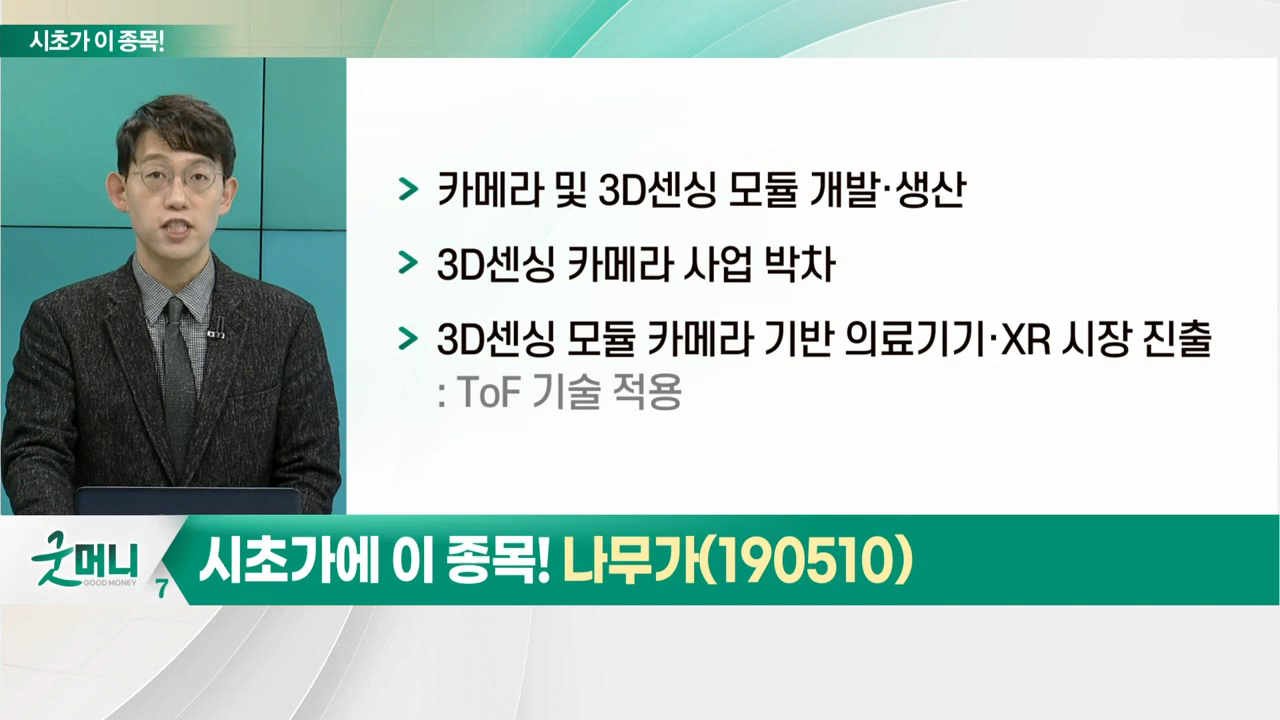 시초가 이 종목!
> 카메라 및 3D센싱 모듈 개발·생산
> 3D센싱 카메라 사업 박차
> 3D센싱 모듈 카메라 기반 의료기기·XR 시장 진출
: ToF 기술 적용
굿머니
GOOD MONEY
7
시초가에 이 종목! 나무가(190510)